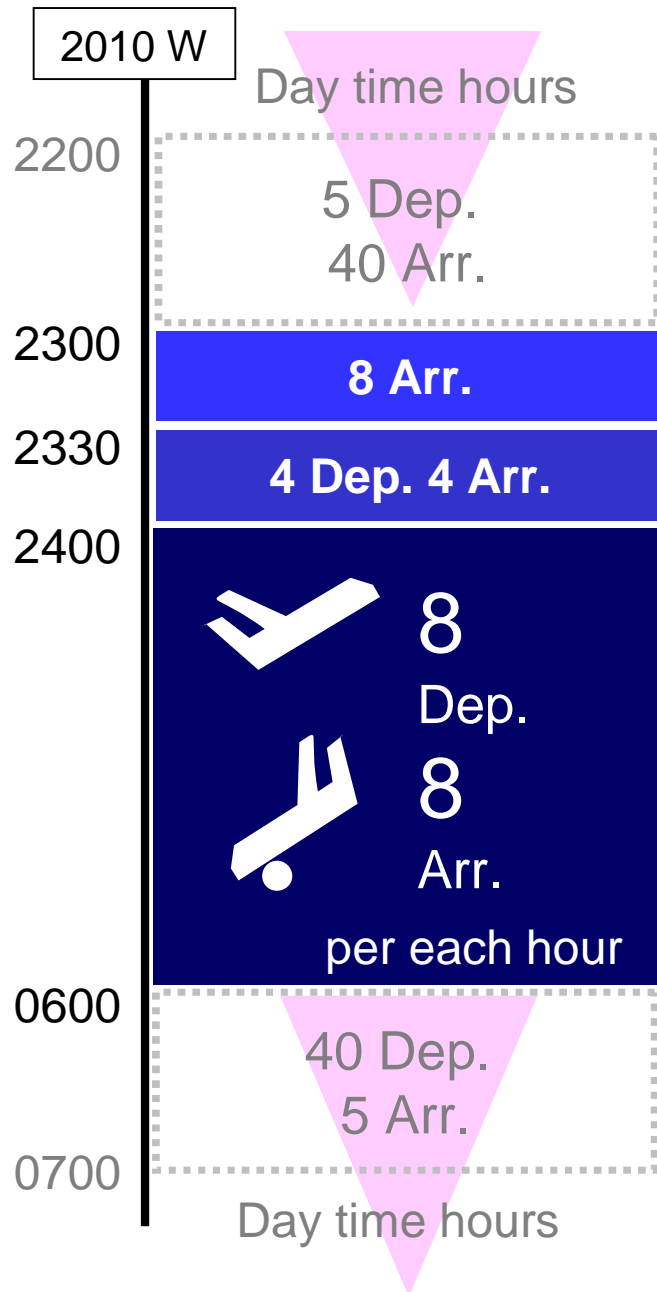 2010 W
Day time hours
2200
5 Dep.
40 Arr.
2300
8 Arr.
2330
4 Dep. 4 Arr.
2400
8
Dep.
8
Arr.
per each hour
0600
40 Dep.
5 Arr.
0700
Day time hours